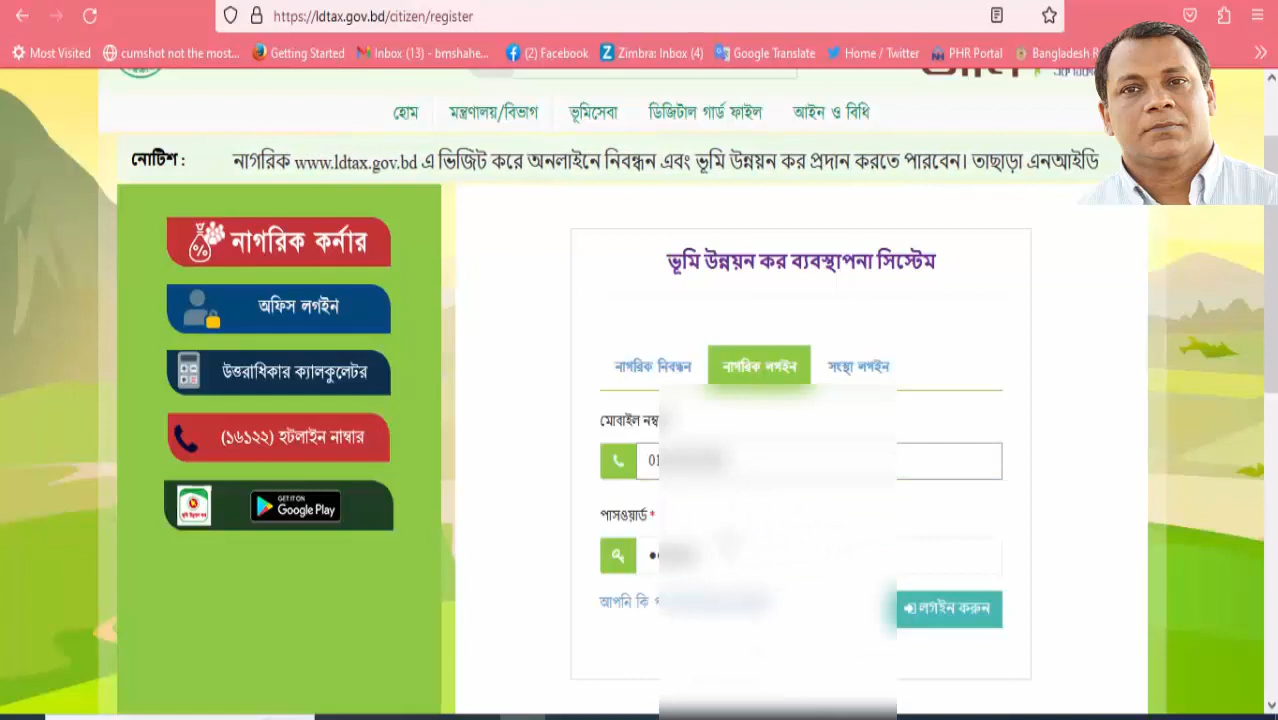 https://ldtax.gov.bd/citizen/register
Most Visited cumshot not the most... Getting Started Inbox (13) - bmshahe... (2) Facebook Zimbra: Inbox (4) Google Translate Home / Twitter PHR Portal Bangladesh R
হোম মন্ত্রণালয়/বিভাগ ভূমিসেবা ডিজিটাল গার্ড ফাইল আইন ও বিধি
নোটিশ : নাগরিক www.ldtax.gov.bd এ ভিজিট করে অনলাইনে নিবন্ধন এবং ভূমি উন্নয়ন কর প্রদান করতে পারবেন। তাছাড়া এনআইডি
নাগরিক কর্নার
অফিস লগইন
উত্তরাধিকার ক্যালকুলেটর
(১৬১২২) হটলাইন নাম্বার
GET IT ON
Google Play
ভূমি উন্নয়ন কর ব্যবস্থাপনা সিস্টেম
নাগরিক নিবন্ধন নাগরিক লগইন সংস্থা লগইন
মোবাইল নম্ব
01
পাসওয়ার্ড *
আপনি কি
লগইন করুন